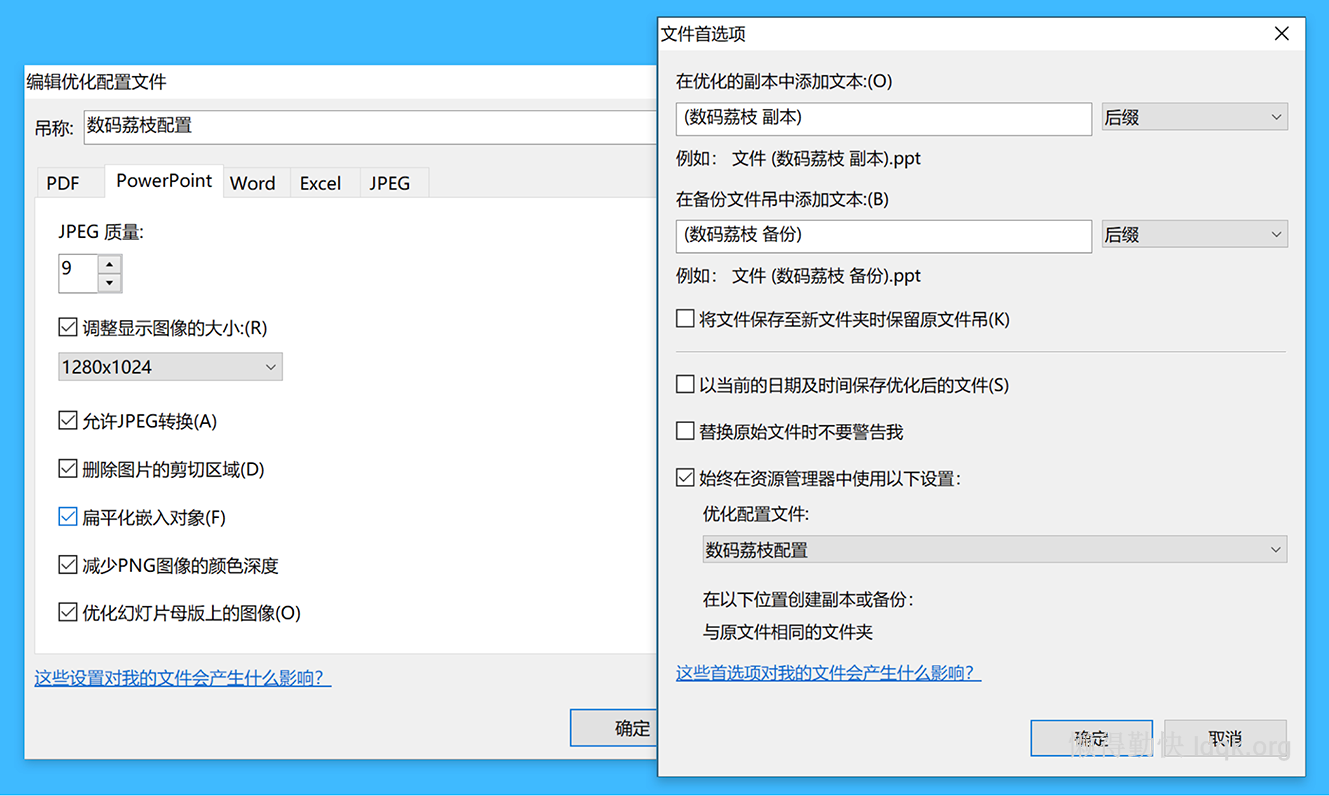 编辑优化配置文件
吊称:
数码荔枝配置
PDF
PowerPoint
Word
Excel
JPEG
JPEG 质量:
9
调整显示图像的大小:(R)
1280x1024
允许JPEG转换(A)
删除图片的剪切区域(D)
扁平化嵌入对象(F)
减少PNG图像的颜色深度
优化幻灯片母版上的图像(O)
这些设置对我的文件会产生什么影响?
确定
文件首选项
在优化的副本中添加文本:(O)
(数码荔枝 副本)
后缀
例如: 文件 (数码荔枝 副本).ppt
在备份文件吊中添加文本:(B)
(数码荔枝 备份)
后缀
例如: 文件 (数码荔枝 备份).ppt
将文件保存至新文件夹时保留原文件吊(K)
以当前的日期及时间保存优化后的文件(S)
替换原始文件时不要警告我
始终在资源管理器中使用以下设置:
优化配置文件:
数码荔枝配置
在以下位置创建副本或备份:
与原文件相同的文件夹
这些首选项对我的文件会产生什么影响?
确定
取消
懒得勤快 ldqk.org